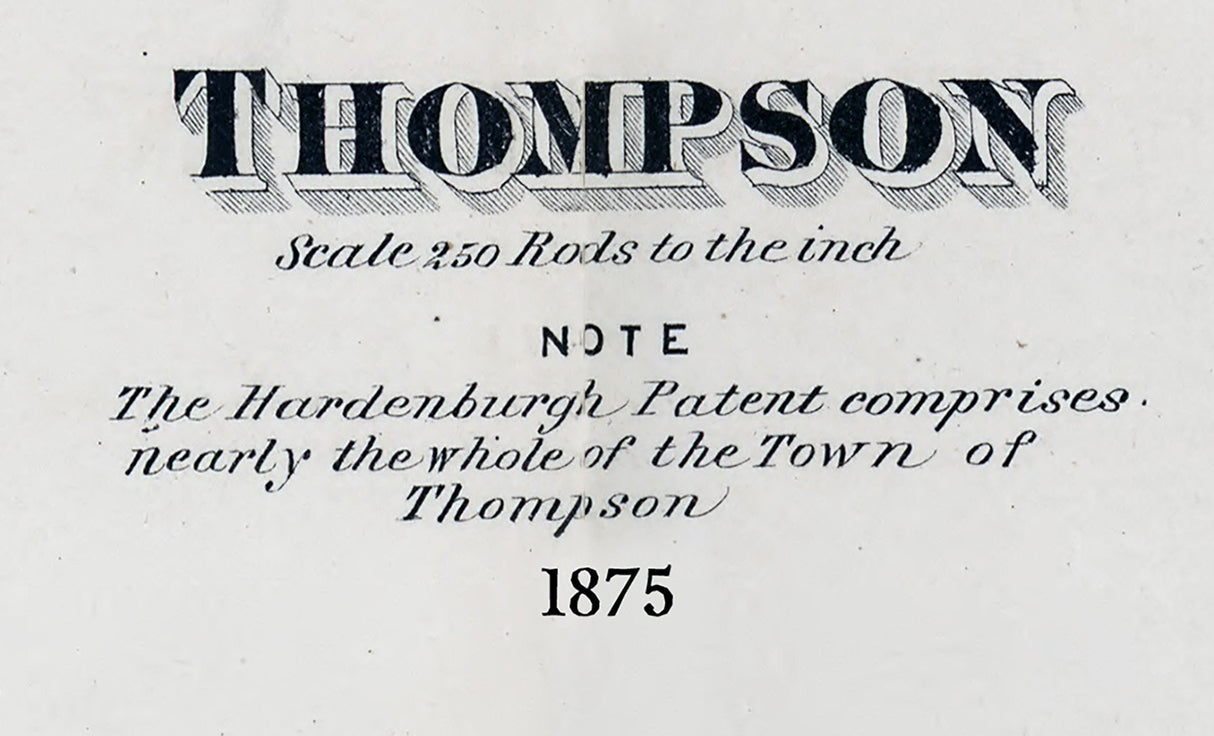 THOMPSON
Scale 250 Rods to the inch
NOTE
The Hardenburgh Patent comprises.
nearly the whole of the Town of
Thompson
1875